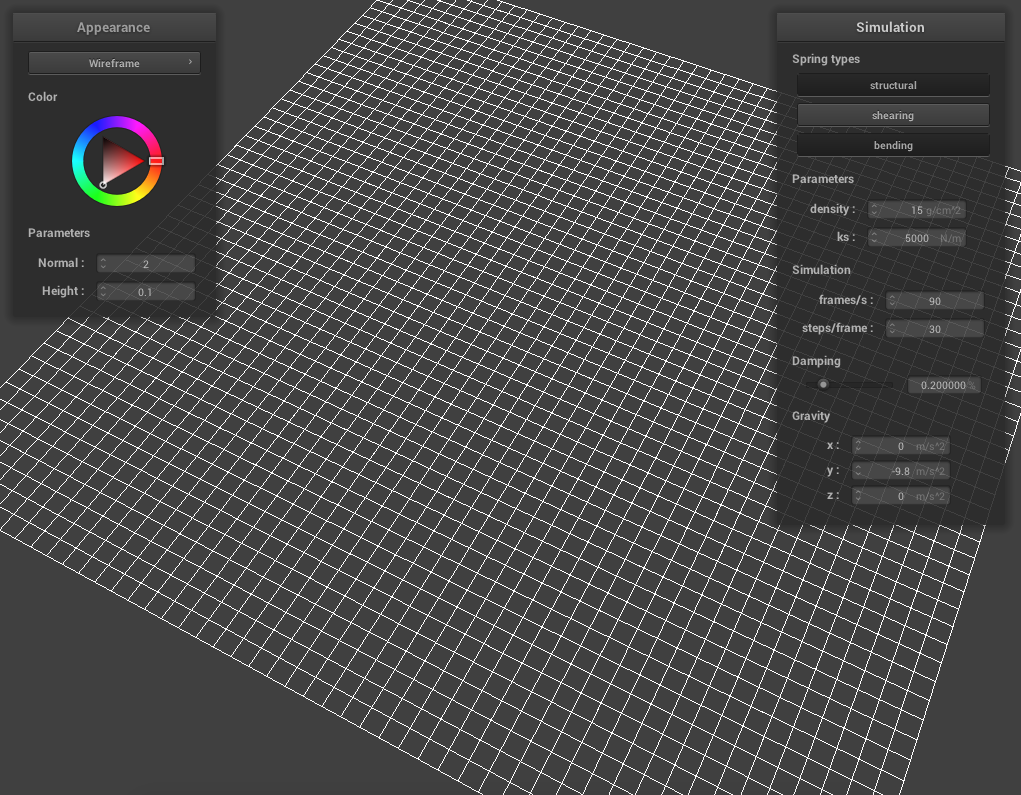 Appearance
Wireframe
Color
Parameters
Normal : 2
Height : 0.1
Simulation
Spring types
structural
shearing
bending
Parameters
density : 15 g/cm^2
ks : 5000 N/m
Simulation
frames/s : 90
steps/frame : 30
Damping
0.200000 %
Gravity
x : 0 m/s^2
y : -9.8 m/s^2
z : 0 m/s^2